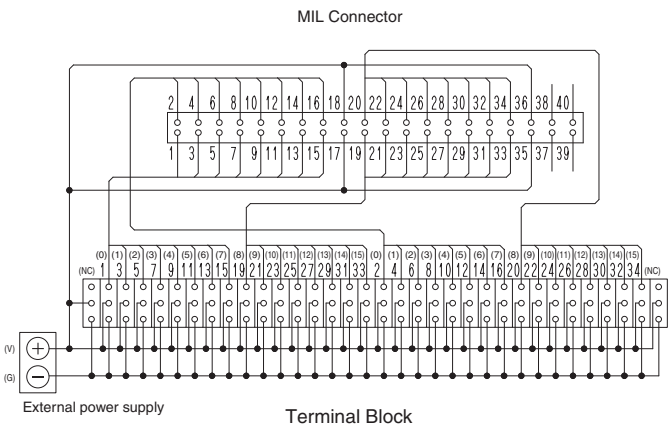 MIL Connector
2 4 6 8 10 12 14 16 18 20 22 24 26 28 30 32 34 36 38 40
1 3 5 7 9 11 13 15 17 19 21 23 25 27 29 31 33 35 37 39
(0) (1) (2) (3) (4) (5) (6) (7) (8) (9) (10) (11) (12) (13) (14) (15) (0) (1) (2) (3) (4) (5) (6) (7) (8) (9) (10) (11) (12) (13) (14) (15)
(NC) 1 3 5 7 9 11 13 15 19 21 23 25 27 29 31 33 2 4 6 8 10 12 14 16 20 22 24 26 28 30 32 34 (NC)
(V)
(G)
External power supply
Terminal Block